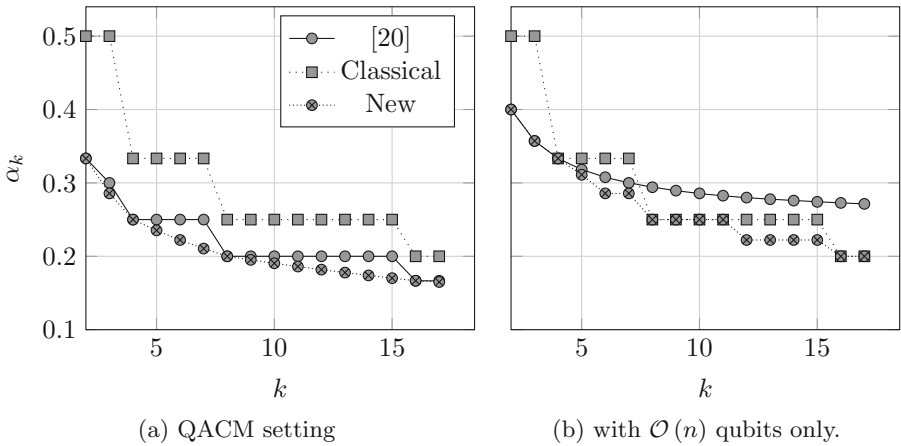 0.5
0.4
0.3
0.2
0.1
α_k
5
10
15
k
[20]
Classical
New
(a) QACM setting
5
10
15
k
(b) with 𝒪(n) qubits only.